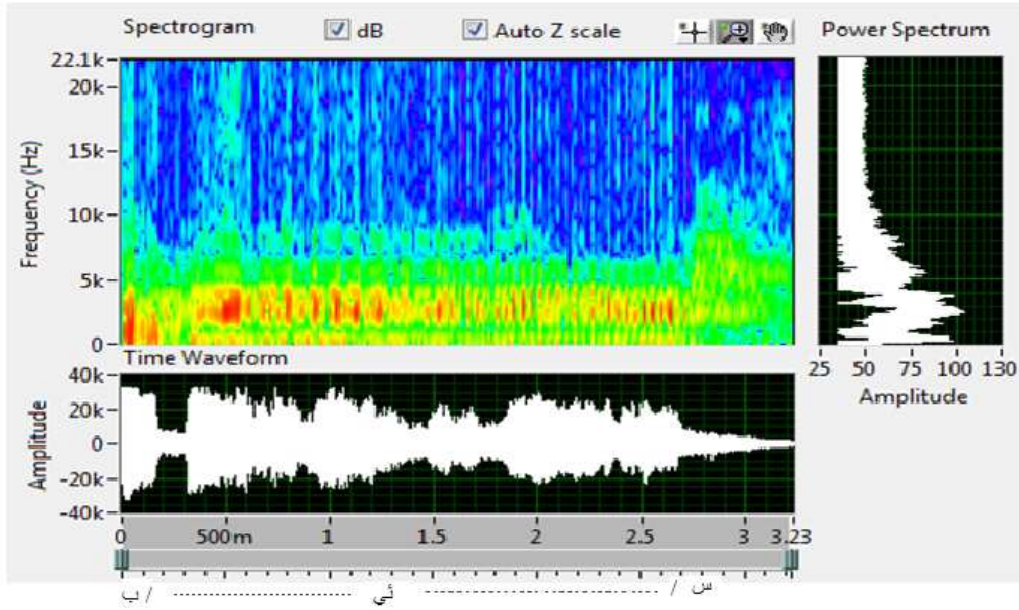 Spectrogram dB Auto Z scale Power Spectrum
22.1k
20k
15k
10k
5k
0
Frequency (Hz)
25 50 75 100 130
Amplitude
Time Waveform
40k
20k
0
-20k
-40k
Amplitude
0 500m 1 1.5 2 2.5 3 3.23
ب / ........................ ئي ------------------------ / س